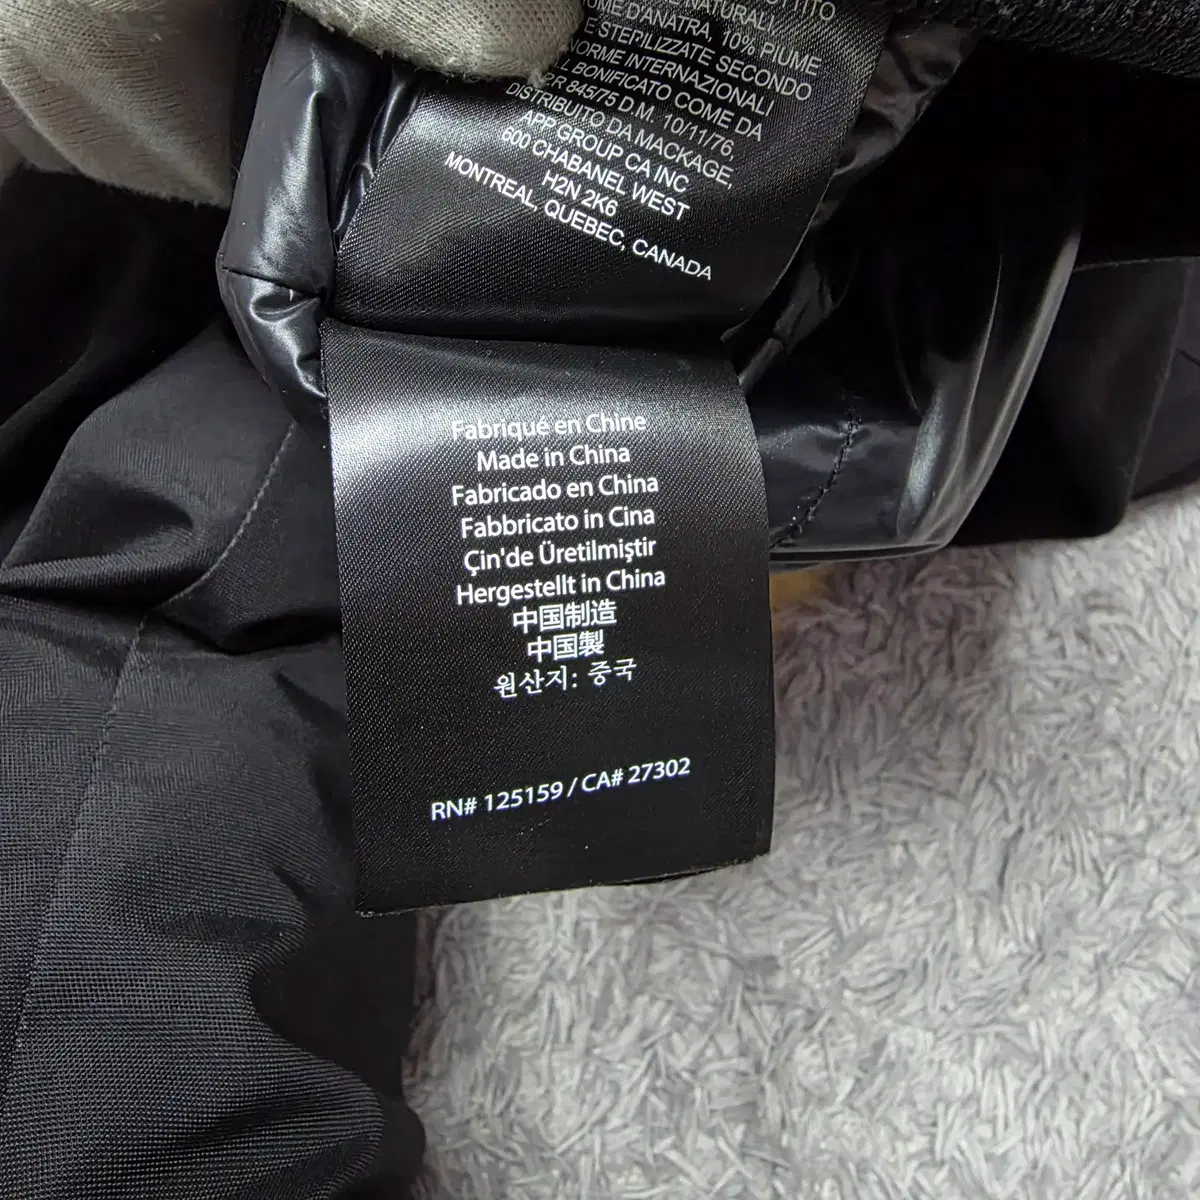 NATURALI,
D'ANATRA, 10% PIUME
E STERILIZZATE SECONDO
NORME INTERNAZIONALI
BONIFICATO COME DA
845/75 D.M. 10/11/76,
DISTRIBUITO DA MACKAGE,
APP GROUP CA INC
600 CHABANEL WEST
H2N 2K6
MONTREAL, QUEBEC, CANADA
Fabriqué en Chine
Made in China
Fabricado en China
Fabbricato in Cina
Çin'de Üretilmiştir
Hergestellt in China
中国制造
中国製
원산지: 중국
RN# 125159 / CA# 27302